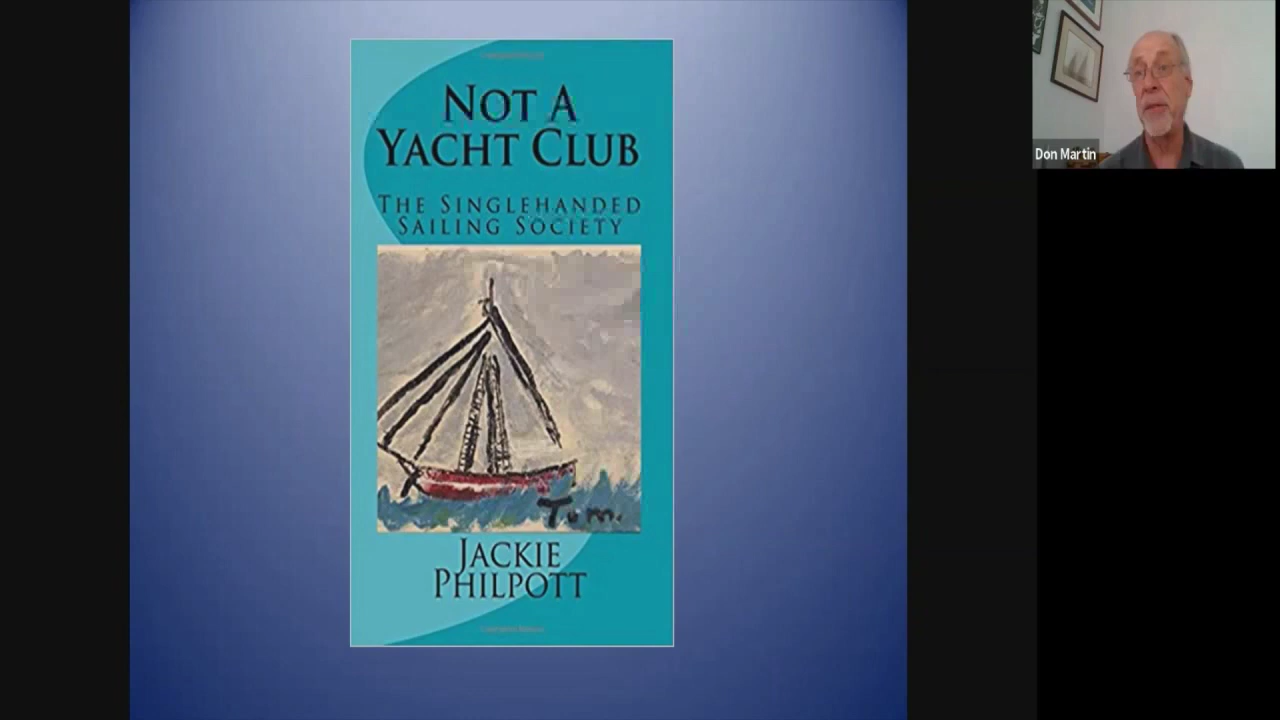 NOT A
YACHT CLUB
THE SINGLEHANDED
SAILING SOCIETY
Tom.
JACKIE
PHILPOTT
Don Martin